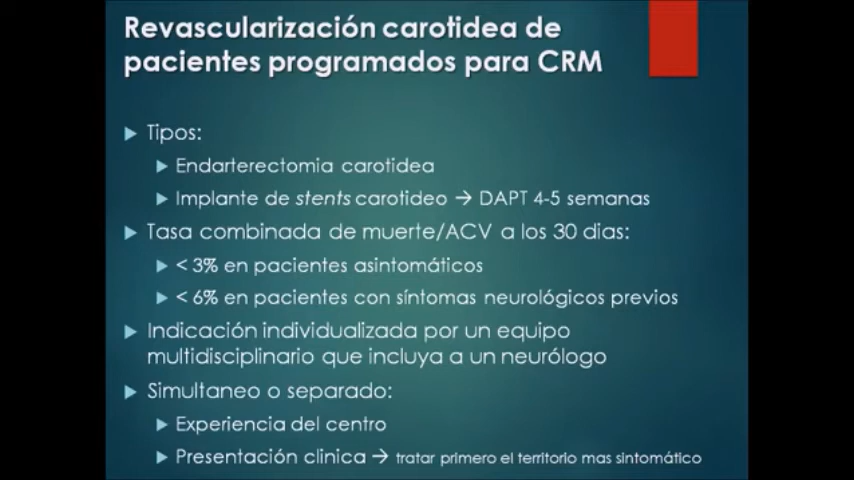 Revascularización carotidea de
pacientes programados para CRM
Tipos:
Endarterectomia carotidea
Implante de stents carotideo → DAPT 4-5 semanas
Tasa combinada de muerte/ACV a los 30 dias:
< 3% en pacientes asintomáticos
< 6% en pacientes con síntomas neurológicos previos
Indicación individualizada por un equipo
multidisciplinario que incluya a un neurólogo
Simultaneo o separado:
Experiencia del centro
Presentación clinica → tratar primero el territorio mas sintomático